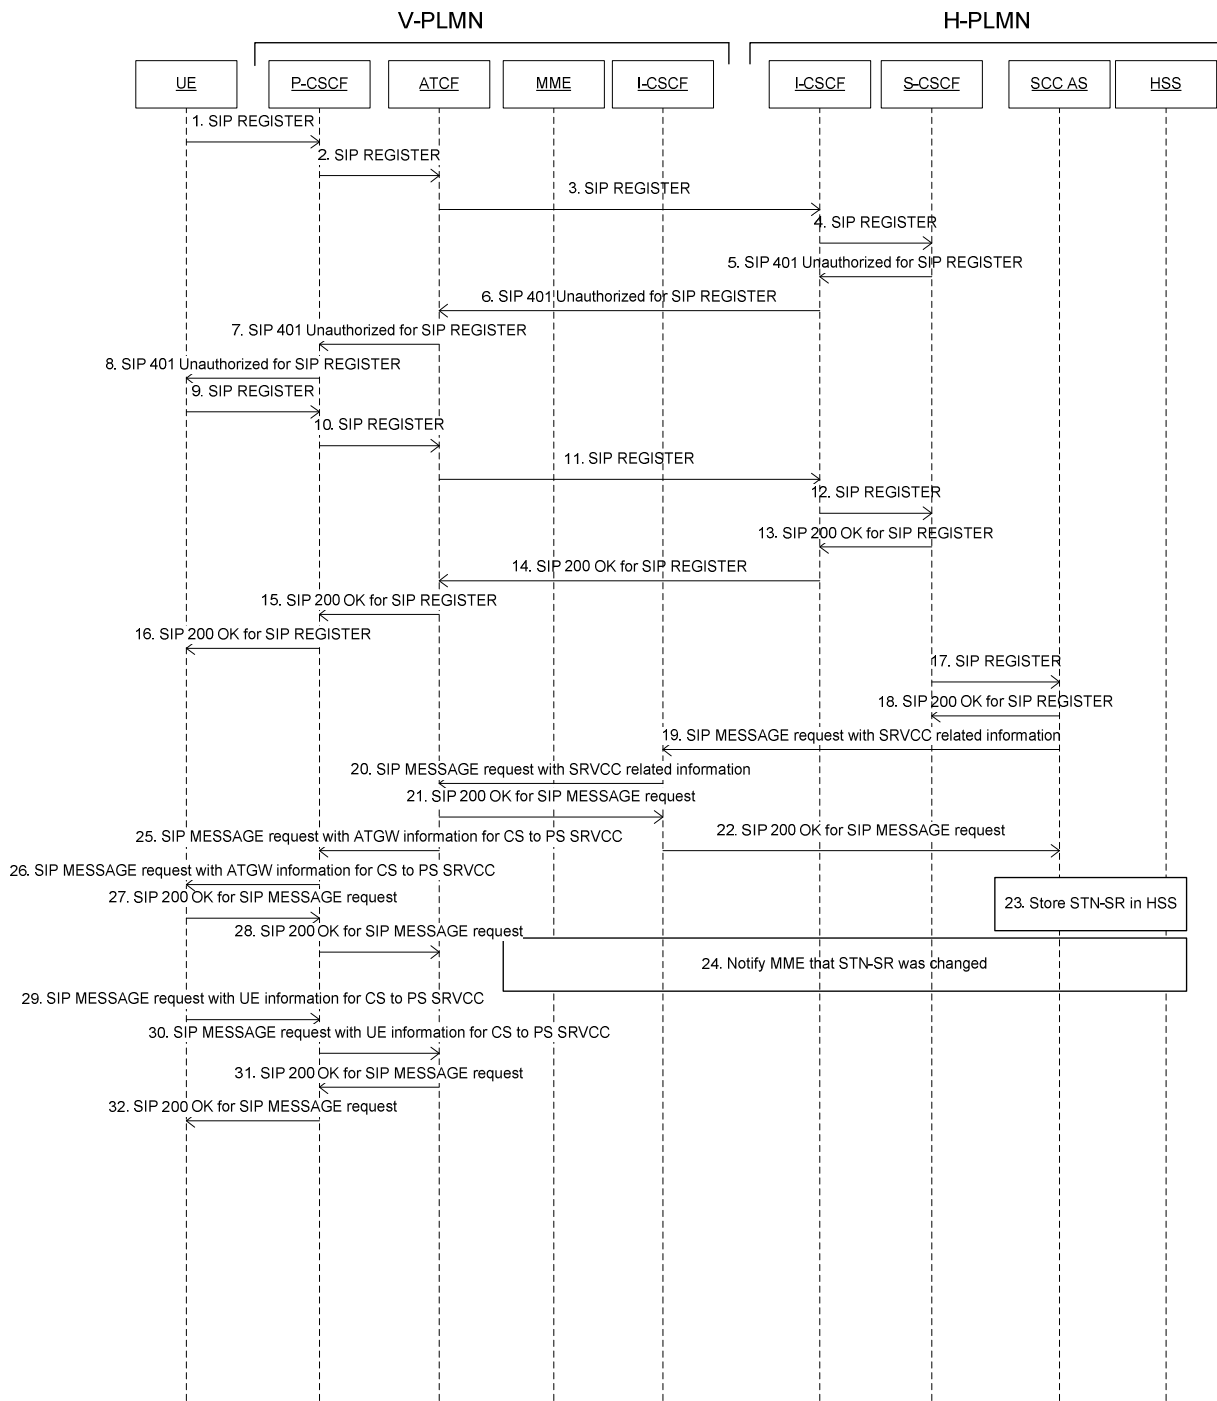 V-PLMN
H-PLMN
UE
P-CSCF
ATCF
MME
I-CSCF
I-CSCF
S-CSCF
SCC AS
HSS
1. SIP REGISTER
2. SIP REGISTER
3. SIP REGISTER
4. SIP REGISTER
5. SIP 401 Unauthorized for SIP REGISTER
6. SIP 401 Unauthorized for SIP REGISTER
7. SIP 401 Unauthorized for SIP REGISTER
8. SIP 401 Unauthorized for SIP REGISTER
9. SIP REGISTER
10. SIP REGISTER
11. SIP REGISTER
12. SIP REGISTER
13. SIP 200 OK for SIP REGISTER
14. SIP 200 OK for SIP REGISTER
15. SIP 200 OK for SIP REGISTER
16. SIP 200 OK for SIP REGISTER
17. SIP REGISTER
18. SIP 200 OK for SIP REGISTER
19. SIP MESSAGE request with SRVCC related information
20. SIP MESSAGE request with SRVCC related information
21. SIP 200 OK for SIP MESSAGE request
25. SIP MESSAGE request with ATGW information for CS to PS SRVCC
22. SIP 200 OK for SIP MESSAGE request
26. SIP MESSAGE request with ATGW information for CS to PS SRVCC
27. SIP 200 OK for SIP MESSAGE request
23. Store STN-SR in HSS
28. SIP 200 OK for SIP MESSAGE request
24. Notify MME that STN-SR was changed
29. SIP MESSAGE request with UE information for CS to PS SRVCC
30. SIP MESSAGE request with UE information for CS to PS SRVCC
31. SIP 200 OK for SIP MESSAGE request
32. SIP 200 OK for SIP MESSAGE request